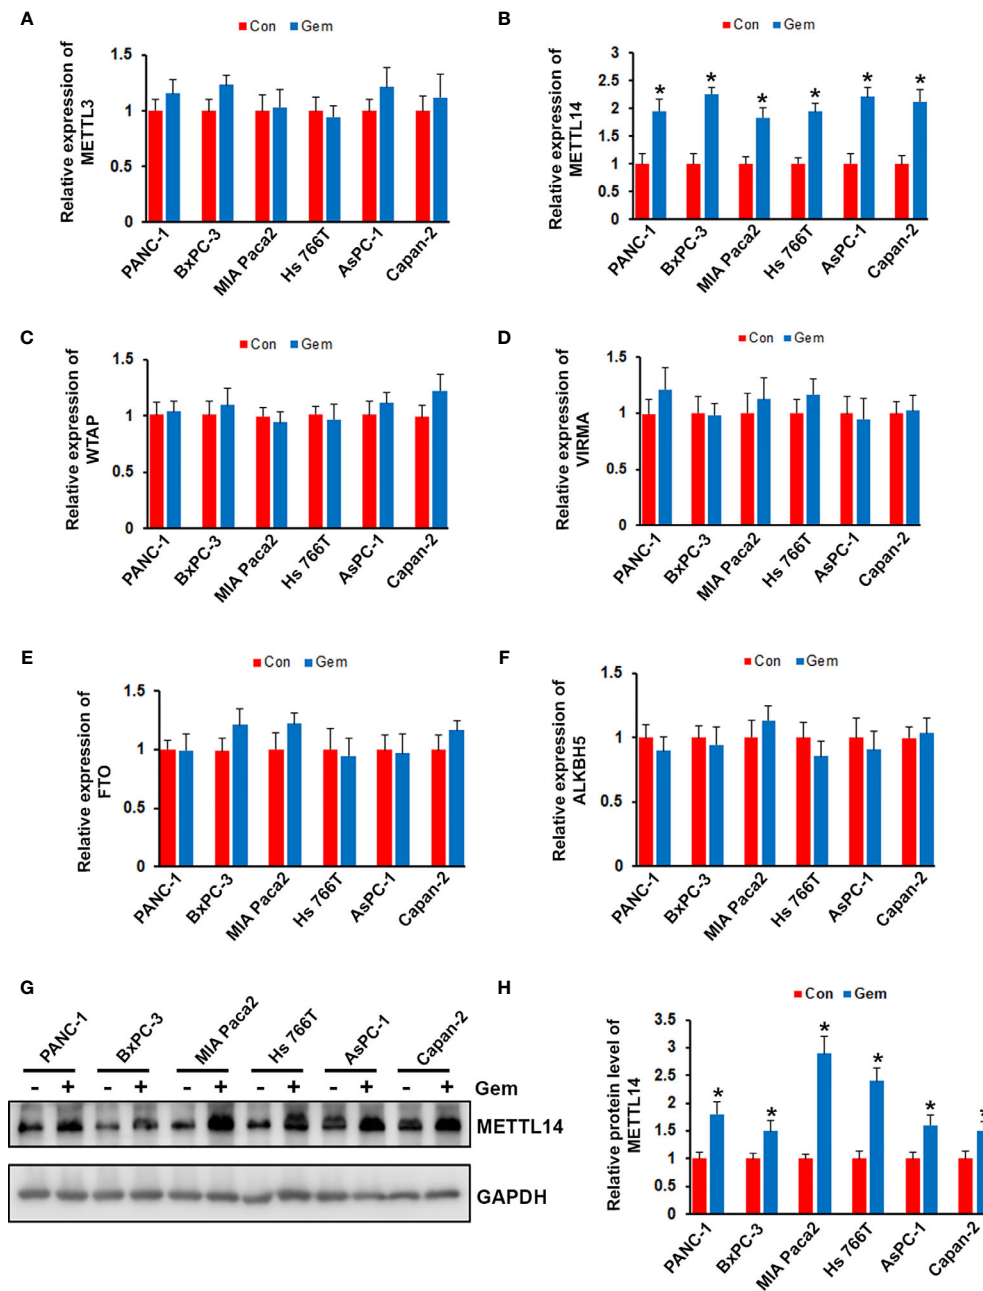 A
Con Gem
Relative expression of
METTL3
1.5
1
0.5
0
PANC-1 BxPC-3 MIA Paca2 Hs 766T AsPC-1 Capan-2
B
Con Gem
Relative expression of
METTL14
3
2.5
2
1.5
1
0.5
0
* * * * * *
PANC-1 BxPC-3 MIA Paca2 Hs 766T AsPC-1 Capan-2
C
Con Gem
Relative expression of
WTAP
1.5
1
0.5
0
PANC-1 BxPC-3 MIA Paca2 Hs 766T AsPC-1 Capan-2
D
Con Gem
Relative expression of
VIRMA
1.5
1
0.5
0
PANC-1 BxPC-3 MIA Paca2 Hs 766T AsPC-1 Capan-2
E
Con Gem
Relative expression of
FTO
1.5
1
0.5
0
PANC-1 BxPC-3 MIA Paca2 Hs 766T AsPC-1 Capan-2
F
Con Gem
Relative expression of
ALKBH5
1.5
1
0.5
0
PANC-1 BxPC-3 MIA Paca2 Hs 766T AsPC-1 Capan-2
G
PANC-1 BxPC-3 MIA Paca2 Hs 766T AsPC-1 Capan-2
- + - + - + - + - + - + Gem
METTL14
GAPDH
H
Con Gem
Relative protein level of
METTL14
3.5
3
2.5
2
1.5
1
0.5
0
* * * * * *
PANC-1 BxPC-3 MIA Paca2 Hs 766T AsPC-1 Capan-2